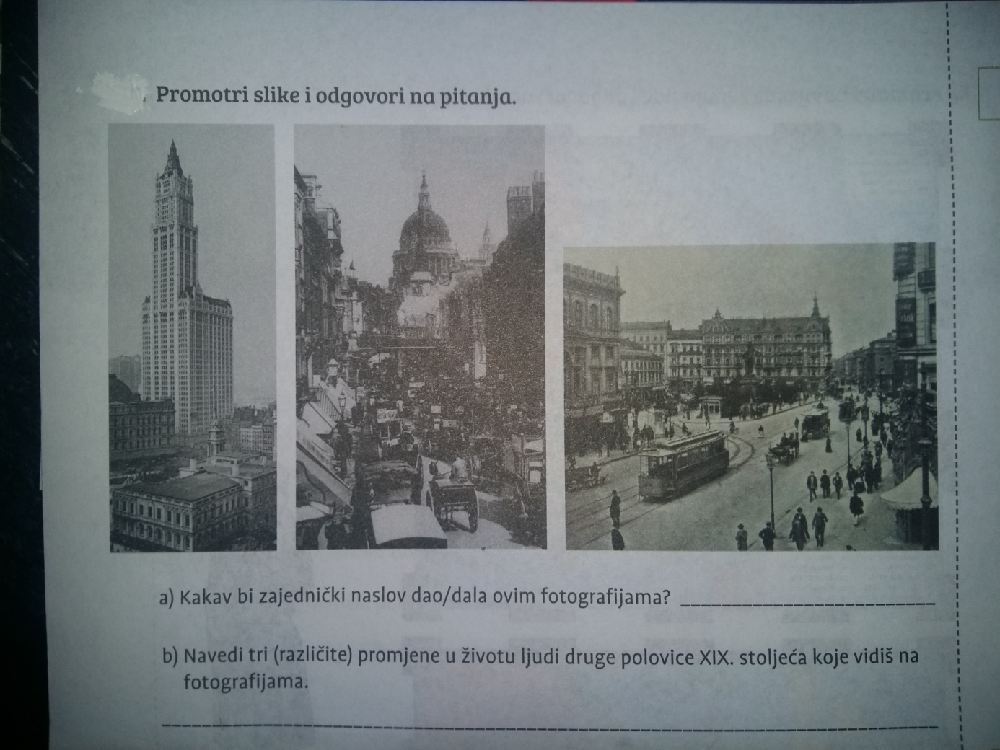 . Promotri slike i odgovori na pitanja.
a) Kakav bi zajednički naslov dao/dala ovim fotografijama? ______________________
b) Navedi tri (različite) promjene u životu ljudi druge polovice XIX. stoljeća koje vidiš na
fotografijama.